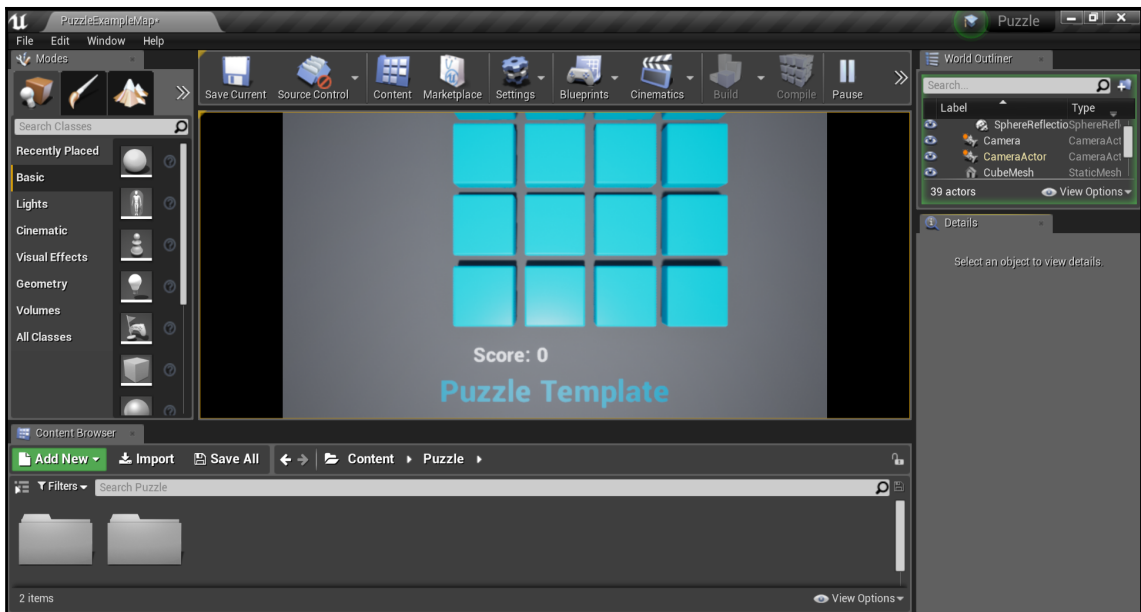 PuzzleExampleMap*
Puzzle
File Edit Window Help
Modes
Search Classes
Recently Placed
Basic
Lights
Cinematic
Visual Effects
Geometry
Volumes
All Classes
Save Current Source Control Content Marketplace Settings Blueprints Cinematics Build Compile Pause
Score: 0
Puzzle Template
World Outliner
Search...
Label Type
SphereReflectio SphereRefl
Camera CameraAct
CameraActor CameraAct
CubeMesh StaticMesh
39 actors View Options
Details
Select an object to view details.
Content Browser
Add New Import Save All Content Puzzle
Filters Search Puzzle
2 items View Options